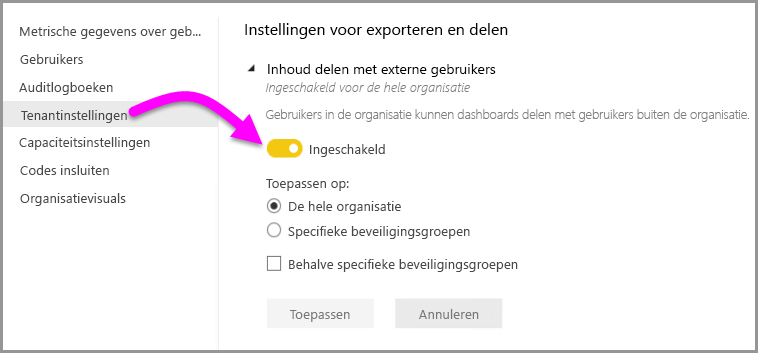 Metrische gegevens over geb...
Gebruikers
Auditlogboeken
Tenantinstellingen
Capaciteitsinstellingen
Codes insluiten
Organisatievisuals
Instellingen voor exporteren en delen
Inhoud delen met externe gebruikers
Ingeschakeld voor de hele organisatie
Gebruikers in de organisatie kunnen dashboards delen met gebruikers buiten de organisatie.
Ingeschakeld
Toepassen op:
De hele organisatie
Specifieke beveiligingsgroepen
Behalve specifieke beveiligingsgroepen
Toepassen
Annuleren